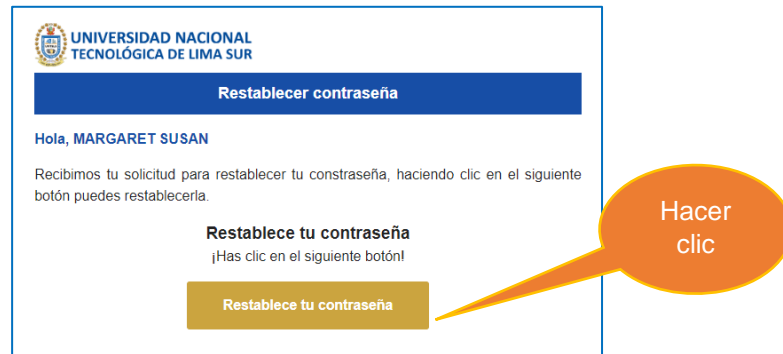 UNIVERSIDAD NACIONAL
TECNOLÓGICA DE LIMA SUR
Restablecer contraseña
Hola, MARGARET SUSAN
Recibimos tu solicitud para restablecer tu constraseña, haciendo clic en el siguiente
botón puedes restablecerla.
Restablece tu contraseña
¡Has clic en el siguiente botón!
Restablece tu contraseña
Hacer
clic